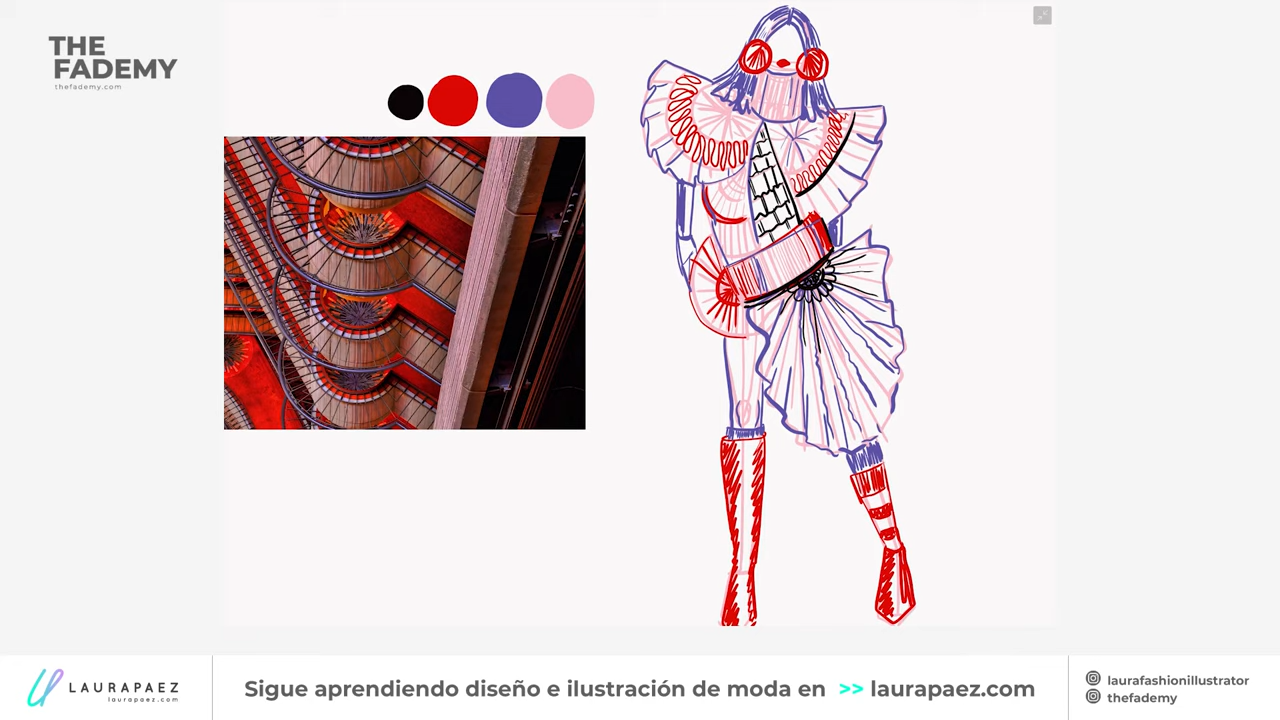 THE
FADEMY
thefademy.com
LAURAPAEZ
laurapaez.com
Sigue aprendiendo diseño e ilustración de moda en >> laurapaez.com
laurafashionillustrator
thefademy